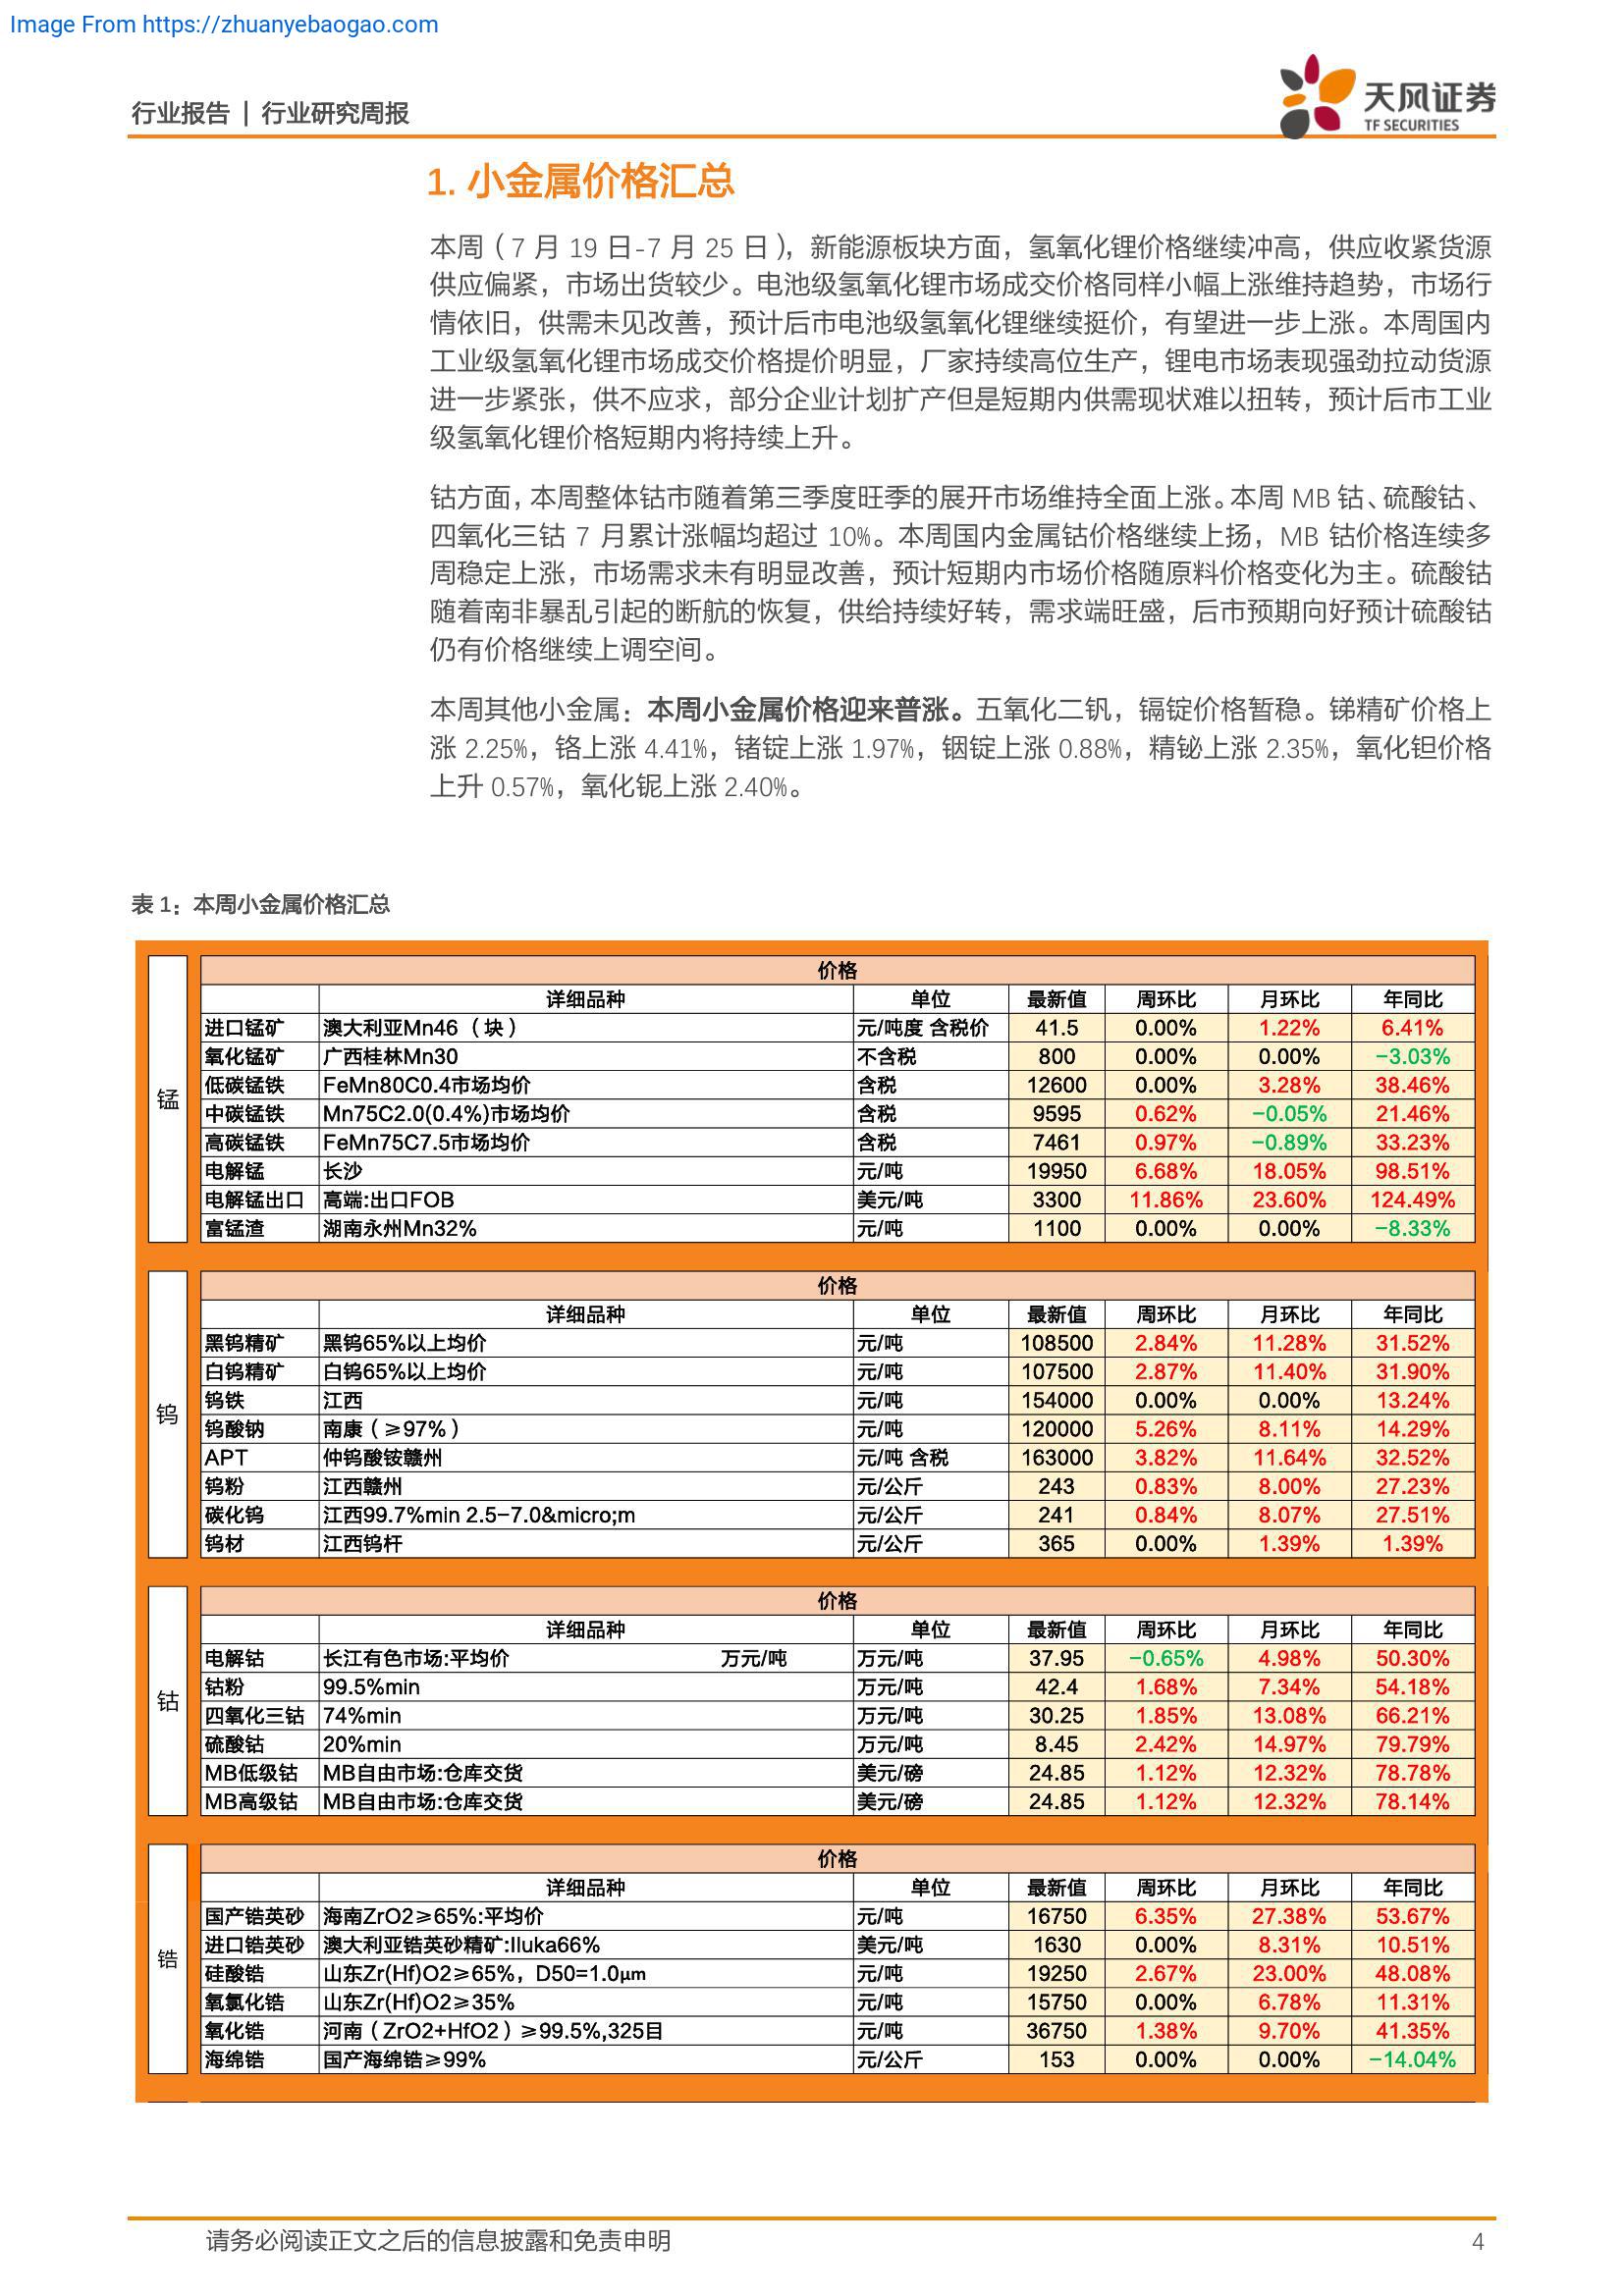 Image From https://zhuanyebaogao.com
行业报告 | 行业研究周报
天风证券
TF SECURITIES
1. 小金属价格汇总
本周（7 月 19 日-7 月 25 日），新能源板块方面，氢氧化锂价格继续冲高，供应收紧货源
供应偏紧，市场出货较少。电池级氢氧化锂市场成交价格同样小幅上涨维持趋势，市场行
情依旧，供需未见改善，预计后市电池级氢氧化锂继续挺价，有望进一步上涨。本周国内
工业级氢氧化锂市场成交价格提价明显，厂家持续高位生产，锂电市场表现强劲拉动货源
进一步紧张，供不应求，部分企业计划扩产但是短期内供需现状难以扭转，预计后市工业
级氢氧化锂价格短期内将持续上升。
钴方面，本周整体钴市随着第三季度旺季的展开市场维持全面上涨。本周 MB 钴、硫酸钴、
四氧化三钴 7 月累计涨幅均超过 10%。本周国内金属钴价格继续上扬，MB 钴价格连续多
周稳定上涨，市场需求未有明显改善，预计短期内市场价格随原料价格变化为主。硫酸钴
随着南非暴乱引起的断航的恢复，供给持续好转，需求端旺盛，后市预期向好预计硫酸钴
仍有价格继续上调空间。
本周其他小金属：本周小金属价格迎来普涨。五氧化二钒，镉锭价格暂稳。锑精矿价格上
涨 2.25%，铬上涨 4.41%，锗锭上涨 1.97%，铟锭上涨 0.88%，精铋上涨 2.35%，氧化钽价格
上升 0.57%，氧化铌上涨 2.40%。
表 1：本周小金属价格汇总
锰
价格
详细品种 单位 最新值 周环比 月环比 年同比
进口锰矿 澳大利亚Mn46（块） 元/吨度 含税价 41.5 0.00% 1.22% 6.41%
氧化锰矿 广西桂林Mn30 不含税 800 0.00% 0.00% −3.03%
低碳锰铁 FeMn80C0.4市场均价 含税 12600 0.00% 3.28% 38.46%
中碳锰铁 Mn75C2.0(0.4%)市场均价 含税 9595 0.62% −0.05% 21.46%
高碳锰铁 FeMn75C7.5市场均价 含税 7461 0.97% −0.89% 33.23%
电解锰 长沙 元/吨 19950 6.68% 18.05% 98.51%
电解锰出口 高端:出口FOB 美元/吨 3300 11.86% 23.60% 124.49%
富锰渣 湖南永州Mn32% 元/吨 1100 0.00% 0.00% −8.33%
钨
价格
详细品种 单位 最新值 周环比 月环比 年同比
黑钨精矿 黑钨65%以上均价 元/吨 108500 2.84% 11.28% 31.52%
白钨精矿 白钨65%以上均价 元/吨 107500 2.87% 11.40% 31.90%
钨铁 江西 元/吨 154000 0.00% 0.00% 13.24%
钨酸钠 南康（≥97%） 元/吨 120000 5.26% 8.11% 14.29%
APT 仲钨酸铵赣州 元/吨 含税 163000 3.82% 11.64% 32.52%
钨粉 江西赣州 元/公斤 243 0.83% 8.00% 27.23%
碳化钨 江西99.7%min 2.5−7.0&micro;m 元/公斤 241 0.84% 8.07% 27.51%
钨材 江西钨杆 元/公斤 365 0.00% 1.39% 1.39%
钴
价格
详细品种 单位 最新值 周环比 月环比 年同比
电解钴 长江有色市场:平均价 万元/吨 万元/吨 37.95 −0.65% 4.98% 50.30%
钴粉 99.5%min 万元/吨 42.4 1.68% 7.34% 54.18%
四氧化三钴 74%min 万元/吨 30.25 1.85% 13.08% 66.21%
硫酸钴 20%min 万元/吨 8.45 2.42% 14.97% 79.79%
MB低级钴 MB自由市场:仓库交货 美元/磅 24.85 1.12% 12.32% 78.78%
MB高级钴 MB自由市场:仓库交货 美元/磅 24.85 1.12% 12.32% 78.14%
锆
价格
详细品种 单位 最新值 周环比 月环比 年同比
国产锆英砂 海南ZrO2≥65%:平均价 元/吨 16750 6.35% 27.38% 53.67%
进口锆英砂 澳大利亚锆英砂精矿:Iluka66% 美元/吨 1630 0.00% 8.31% 10.51%
硅酸锆 山东Zr(Hf)O2≥65%，D50=1.0μm 元/吨 19250 2.67% 23.00% 48.08%
氧氯化锆 山东Zr(Hf)O2≥35% 元/吨 15750 0.00% 6.78% 11.31%
氧化锆 河南（ZrO2+HfO2）≥99.5%,325目 元/吨 36750 1.38% 9.70% 41.35%
海绵锆 国产海绵锆≥99% 元/公斤 153 0.00% 0.00% −14.04%
请务必阅读正文之后的信息披露和免责申明 4